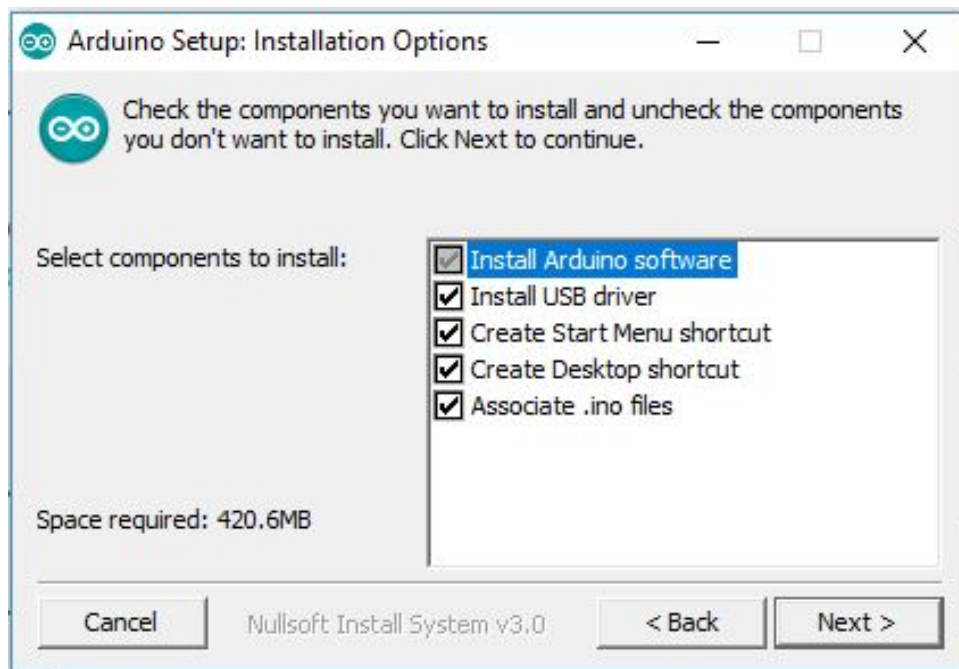 Arduino Setup: Installation Options
Check the components you want to install and uncheck the components
you don't want to install. Click Next to continue.
Select components to install:
Install Arduino software
Install USB driver
Create Start Menu shortcut
Create Desktop shortcut
Associate .ino files
Space required: 420.6MB
Cancel
Nullsoft Install System v3.0
< Back
Next >